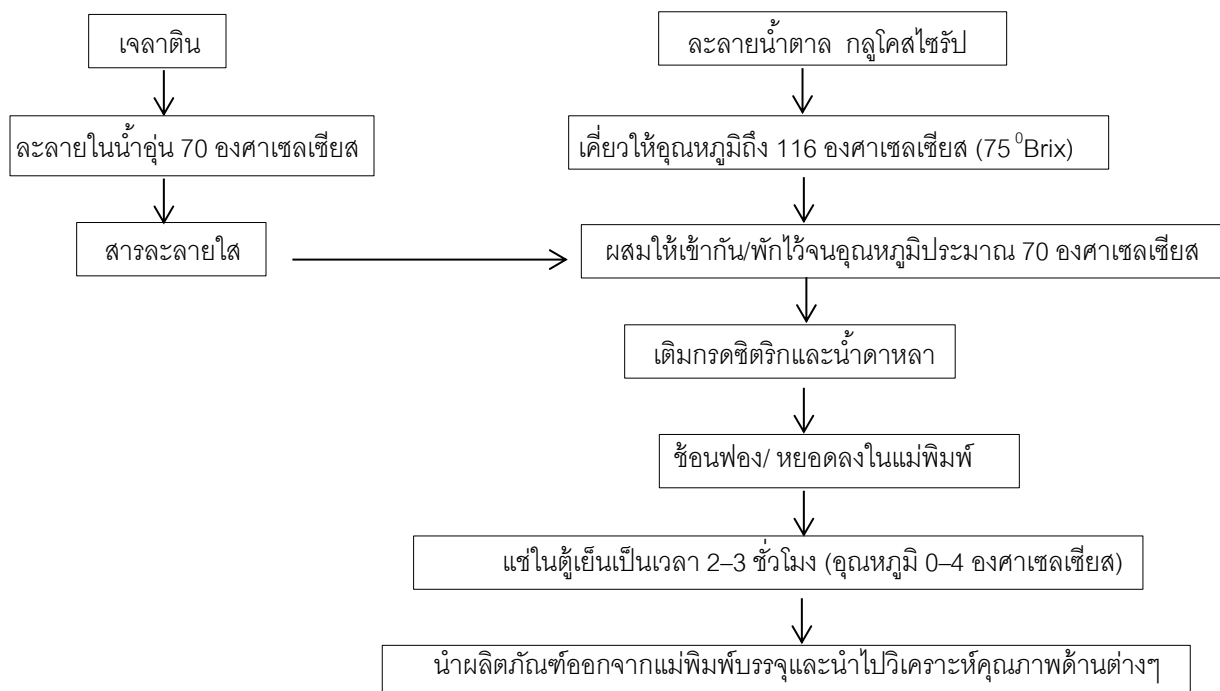 เจลาติน
ละลายน้ำตาล กลูโคสไซรัป
ละลายในน้ำอุ่น 70 องศาเซลเซียส
เคี่ยวให้อุณหภูมิถึง 116 องศาเซลเซียส (75 ⁰Brix)
สารละลายใส
ผสมให้เข้ากัน/พักไว้จนอุณหภูมิประมาณ 70 องศาเซลเซียส
เติมกรดซิตริกและน้ำดาหลา
ช้อนฟอง/ หยอดลงในแม่พิมพ์
แช่ในตู้เย็นเป็นเวลา 2–3 ชั่วโมง (อุณหภูมิ 0–4 องศาเซลเซียส)
นำผลิตภัณฑ์ออกจากแม่พิมพ์บรรจุและนำไปวิเคราะห์คุณภาพด้านต่างๆ